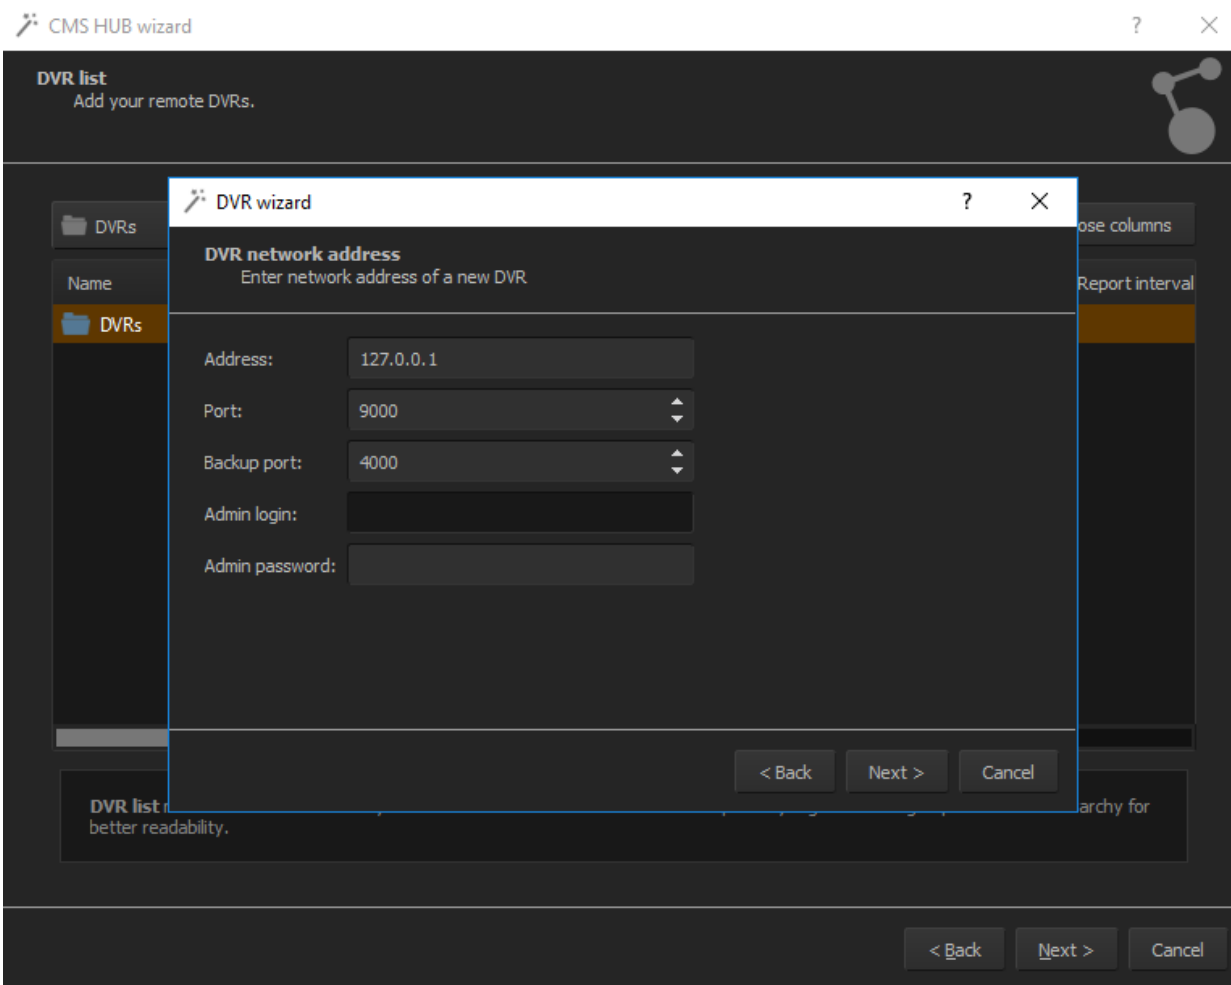 CMS HUB wizard ?
DVR list
Add your remote DVRs.
DVR wizard ?
DVRs
ose columns
DVR network address
Enter network address of a new DVR
Name
Report interval
DVRs
Address: 127.0.0.1
Port: 9000
Backup port: 4000
Admin login:
Admin password:
< Back Next > Cancel
DVR list
archy for
better readability.
< Back Next > Cancel